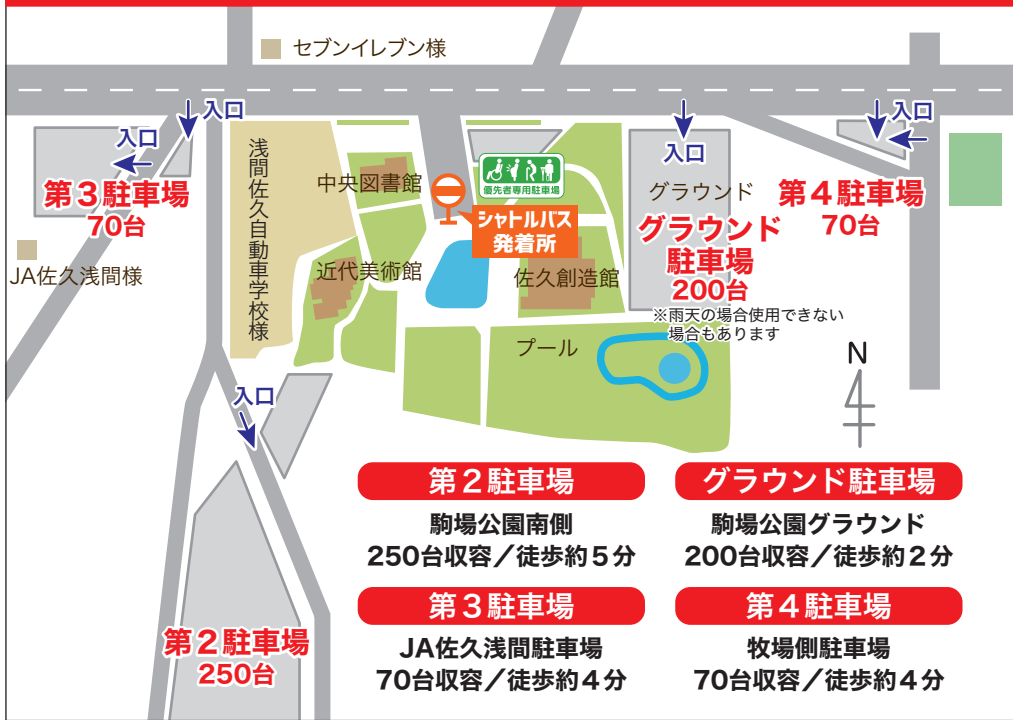 セブンイレブン様
入口
入口
入口
入口
第3駐車場
70台
浅間佐久自動車学校様
中央図書館
優先者専用駐車場
シャトルバス
発着所
グラウンド
グラウンド
駐車場
200台
※雨天の場合使用できない
場合もあります
第4駐車場
70台
JA佐久浅間様
近代美術館
佐久創造館
プール
N
入口
第2駐車場
250台
第2駐車場
駒場公園南側
250台収容／徒歩約5分
グラウンド駐車場
駒場公園グラウンド
200台収容／徒歩約2分
第3駐車場
JA佐久浅間駐車場
70台収容／徒歩約4分
第4駐車場
牧場側駐車場
70台収容／徒歩約4分